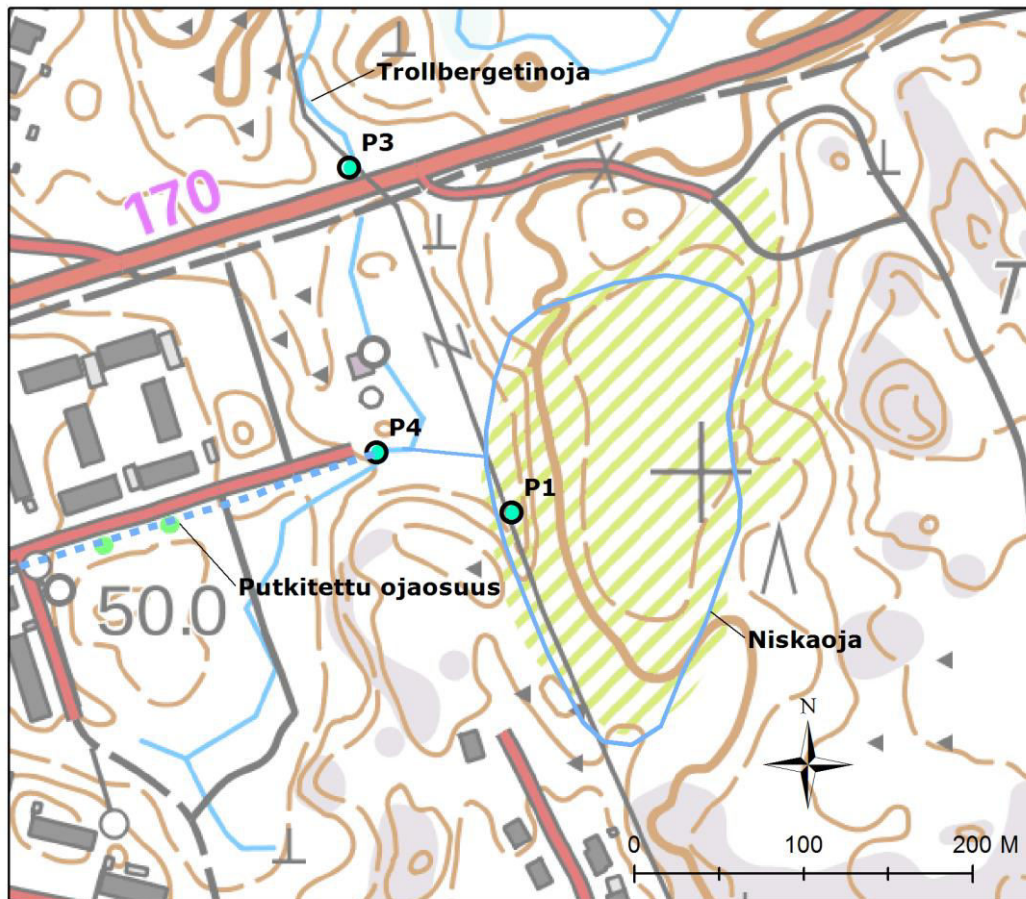 Trollbergetinoja
P3
170
P4
P1
Putkitettu ojaosuus
50.0
Niskaoja
N
0 100 200 M